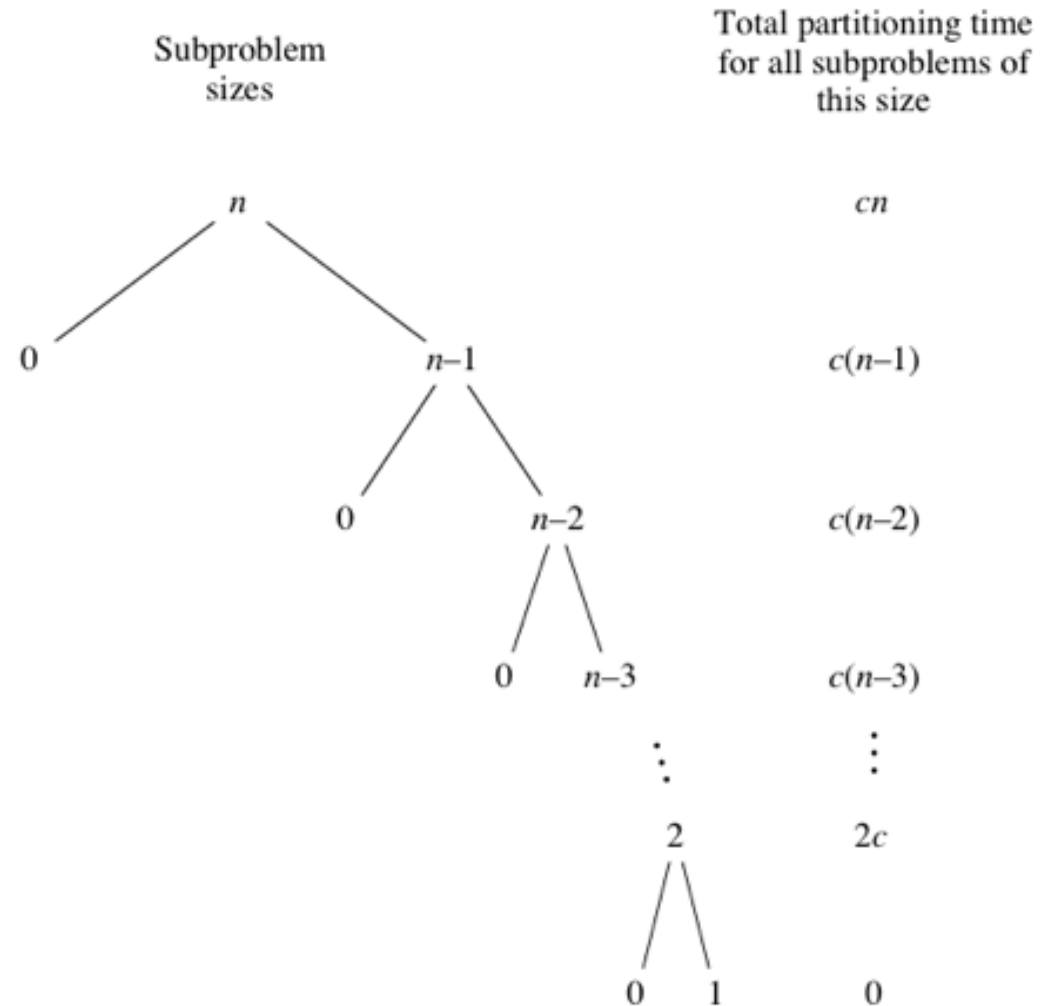 Subproblem
sizes
Total partitioning time
for all subproblems of
this size
n
cn
0
n–1
c(n–1)
0
n–2
c(n–2)
0
n–3
c(n–3)
⋱
⋮
2
2c
0
1
0